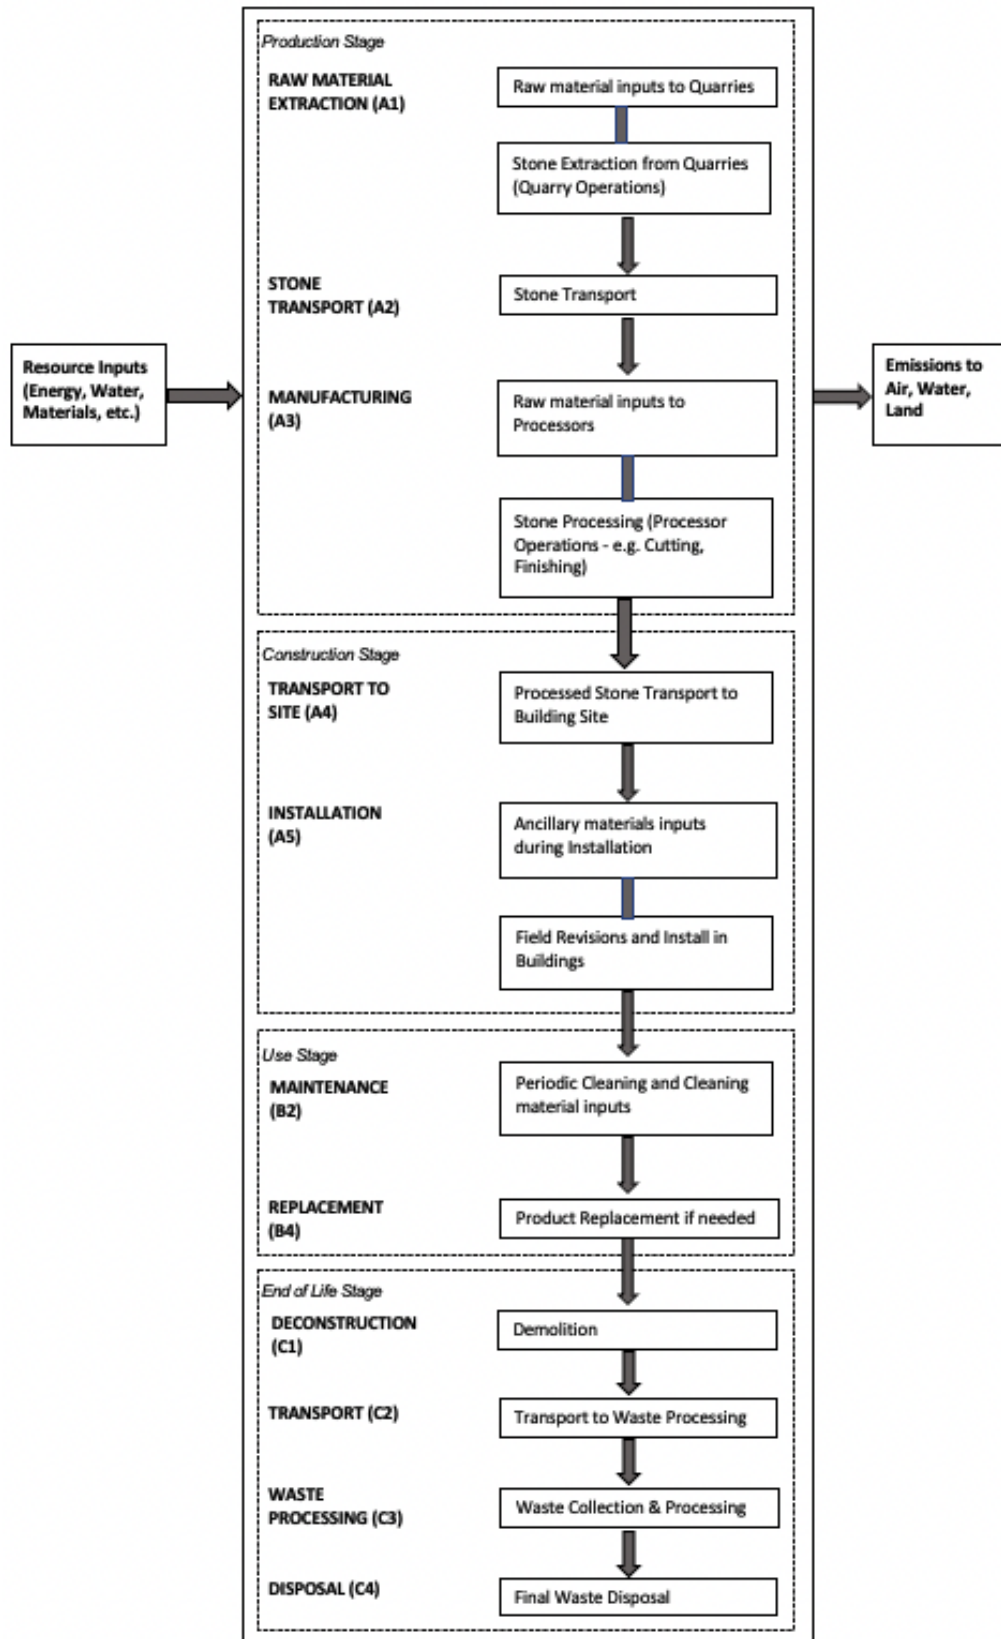 Production Stage
RAW MATERIAL
EXTRACTION (A1)
Raw material inputs to Quarries
Stone Extraction from Quarries
(Quarry Operations)
STONE
TRANSPORT (A2)
Stone Transport
Resource Inputs
(Energy, Water,
Materials, etc.)
MANUFACTURING
(A3)
Raw material inputs to
Processors
Emissions to
Air, Water,
Land
Stone Processing (Processor
Operations - e.g. Cutting,
Finishing)
Construction Stage
TRANSPORT TO
SITE (A4)
Processed Stone Transport to
Building Site
INSTALLATION
(A5)
Ancillary materials inputs
during Installation
Field Revisions and Install in
Buildings
Use Stage
MAINTENANCE
(B2)
Periodic Cleaning and Cleaning
material inputs
REPLACEMENT
(B4)
Product Replacement if needed
End of Life Stage
DECONSTRUCTION
(C1)
Demolition
TRANSPORT (C2)
Transport to Waste Processing
WASTE
PROCESSING (C3)
Waste Collection & Processing
DISPOSAL (C4)
Final Waste Disposal